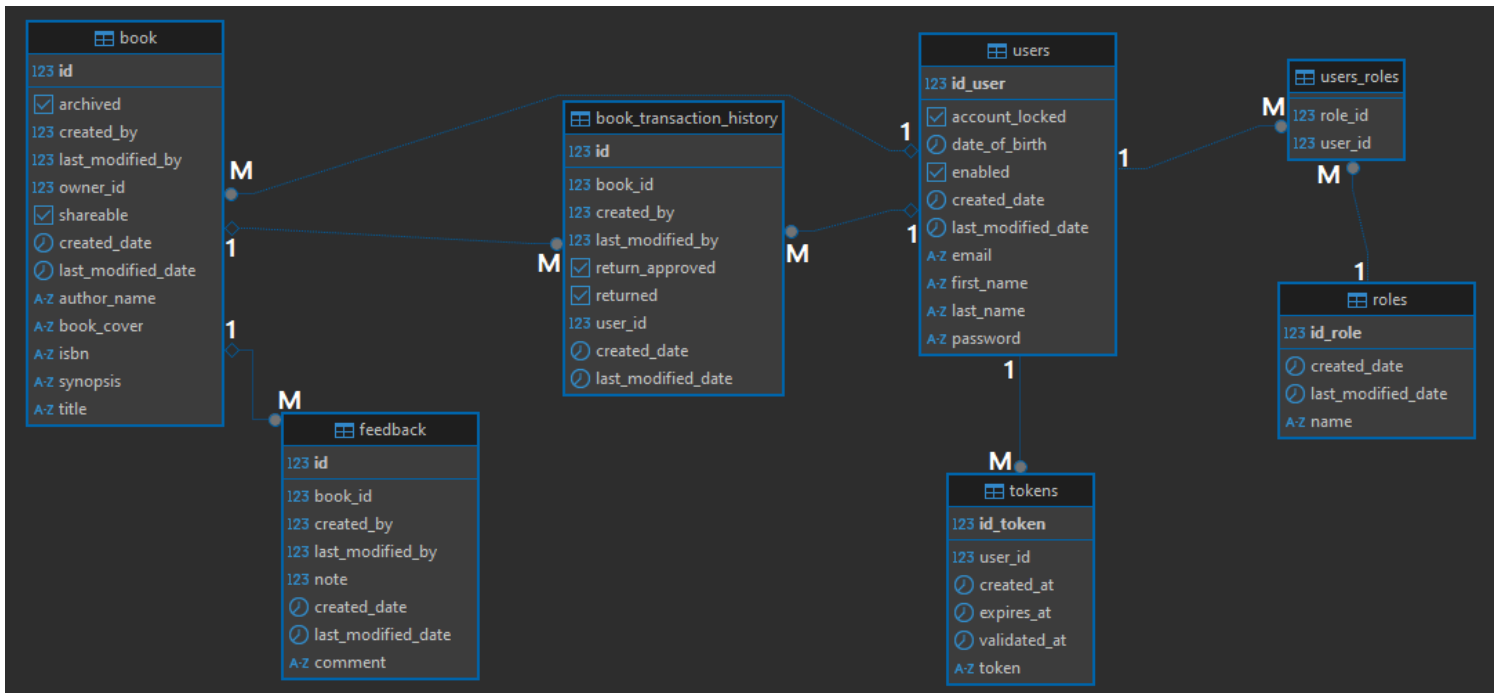 book
123 id
archived
123 created_by
123 last_modified_by
123 owner_id
shareable
created_date
last_modified_date
A-Z author_name
A-Z book_cover
A-Z isbn
A-Z synopsis
A-Z title
M
1
1
book_transaction_history
123 id
123 book_id
123 created_by
123 last_modified_by
return_approved
returned
123 user_id
created_date
last_modified_date
M
M
M
feedback
123 id
123 book_id
123 created_by
123 last_modified_by
123 note
created_date
last_modified_date
A-Z comment
users
123 id_user
account_locked
date_of_birth
enabled
created_date
last_modified_date
A-Z email
A-Z first_name
A-Z last_name
A-Z password
1
1
1
1
M
tokens
123 id_token
123 user_id
created_at
expires_at
validated_at
A-Z token
users_roles
123 role_id
123 user_id
M
M
1
roles
123 id_role
created_date
last_modified_date
A-Z name